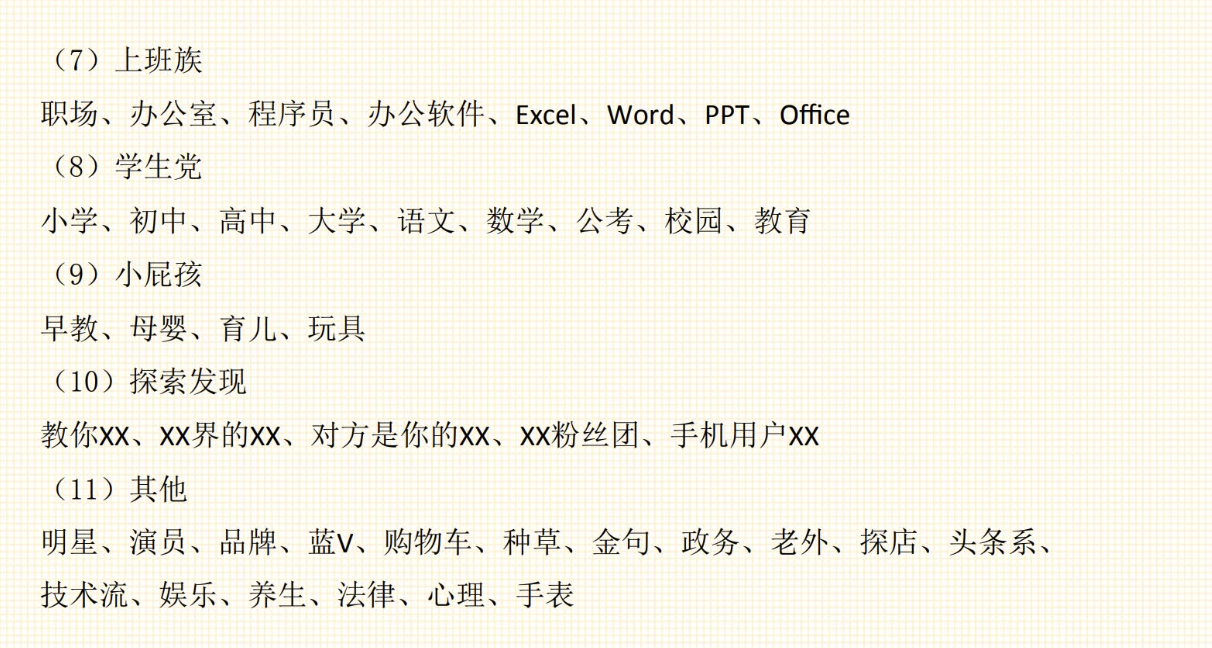 （7）上班族
职场、办公室、程序员、办公软件、Excel、Word、PPT、Office
（8）学生党
小学、初中、高中、大学、语文、数学、公考、校园、教育
（9）小屁孩
早教、母婴、育儿、玩具
（10）探索发现
教你XX、XX界的XX、对方是你的XX、XX粉丝团、手机用户XX
（11）其他
明星、演员、品牌、蓝V、购物车、种草、金句、政务、老外、探店、头条系、
技术流、娱乐、养生、法律、心理、手表